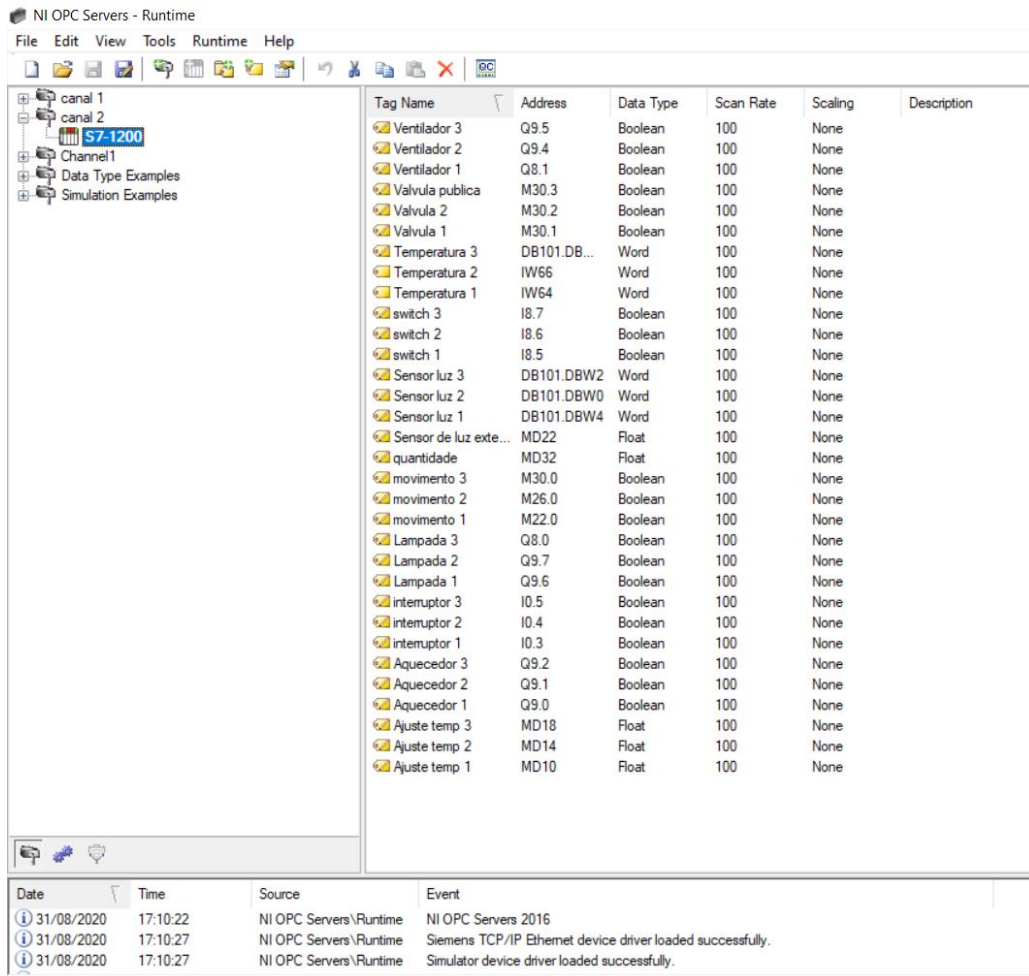 NI OPC Servers - Runtime
File Edit View Tools Runtime Help
canal 1
canal 2
S7-1200
Channel1
Data Type Examples
Simulation Examples
Tag Name Address Data Type Scan Rate Scaling Description
Ventilador 3 Q9.5 Boolean 100 None
Ventilador 2 Q9.4 Boolean 100 None
Ventilador 1 Q8.1 Boolean 100 None
Valvula publica M30.3 Boolean 100 None
Valvula 2 M30.2 Boolean 100 None
Valvula 1 M30.1 Boolean 100 None
Temperatura 3 DB101.DB... Word 100 None
Temperatura 2 IW66 Word 100 None
Temperatura 1 IW64 Word 100 None
switch 3 I8.7 Boolean 100 None
switch 2 I8.6 Boolean 100 None
switch 1 I8.5 Boolean 100 None
Sensor luz 3 DB101.DBW2 Word 100 None
Sensor luz 2 DB101.DBW0 Word 100 None
Sensor luz 1 DB101.DBW4 Word 100 None
Sensor de luz exte... MD22 Float 100 None
quantidade MD32 Float 100 None
movimento 3 M30.0 Boolean 100 None
movimento 2 M26.0 Boolean 100 None
movimento 1 M22.0 Boolean 100 None
Lampada 3 Q8.0 Boolean 100 None
Lampada 2 Q9.7 Boolean 100 None
Lampada 1 Q9.6 Boolean 100 None
interruptor 3 I0.5 Boolean 100 None
interruptor 2 I0.4 Boolean 100 None
interruptor 1 I0.3 Boolean 100 None
Aquecedor 3 Q9.2 Boolean 100 None
Aquecedor 2 Q9.1 Boolean 100 None
Aquecedor 1 Q9.0 Boolean 100 None
Ajuste temp 3 MD18 Float 100 None
Ajuste temp 2 MD14 Float 100 None
Ajuste temp 1 MD10 Float 100 None
Date Time Source Event
31/08/2020 17:10:22 NI OPC Servers\Runtime NI OPC Servers 2016
31/08/2020 17:10:27 NI OPC Servers\Runtime Siemens TCP/IP Ethernet device driver loaded successfully.
31/08/2020 17:10:27 NI OPC Servers\Runtime Simulator device driver loaded successfully.